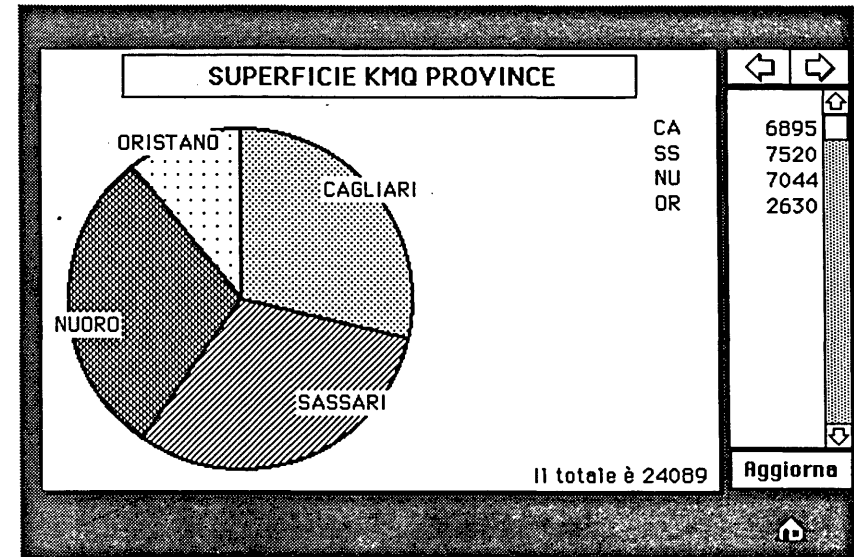 SUPERFICIE KMQ PROVINCE
ORISTANO
CAGLIARI
NUORO
SASSARI
CA 6895
SS 7520
NU 7044
OR 2630
Il totale è 24089
Aggiorna